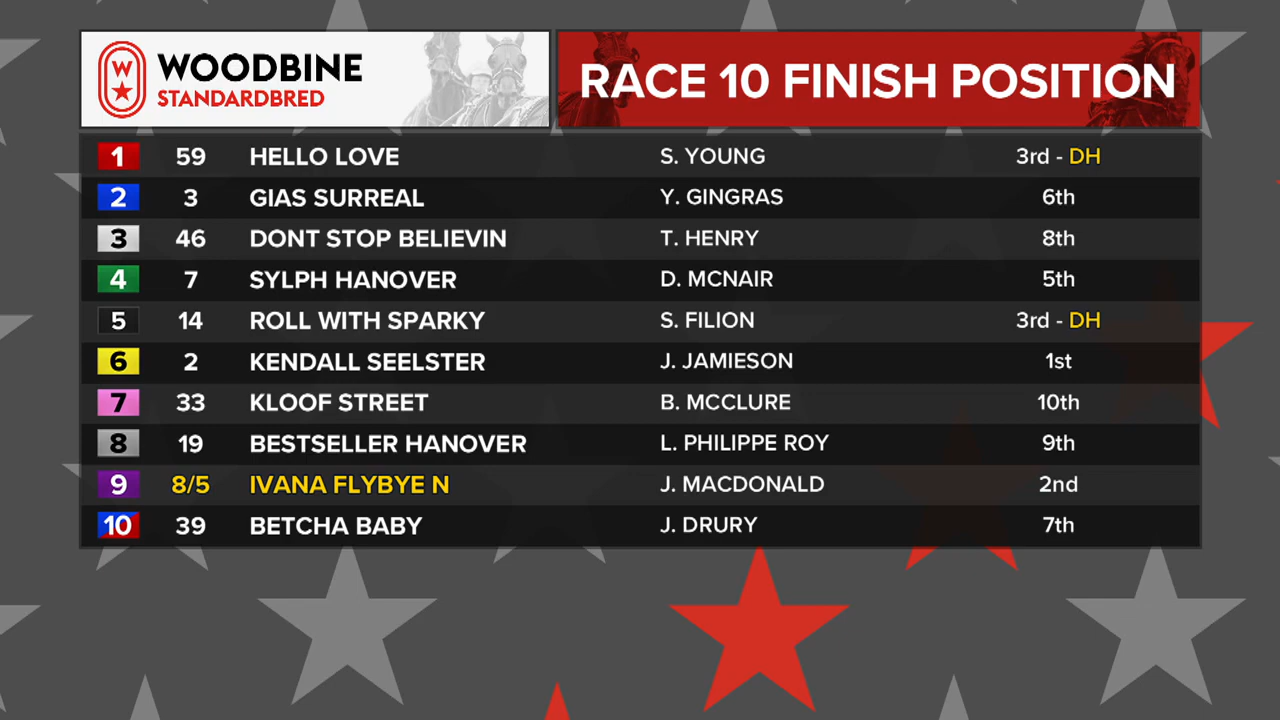 W
WOODBINE
STANDARDBRED
RACE 10 FINISH POSITION
1 59 HELLO LOVE S. YOUNG 3rd - DH
2 3 GIAS SURREAL Y. GINGRAS 6th
3 46 DONT STOP BELIEVIN T. HENRY 8th
4 7 SYLPH HANOVER D. MCNAIR 5th
5 14 ROLL WITH SPARKY S. FILION 3rd - DH
6 2 KENDALL SEELSTER J. JAMIESON 1st
7 33 KLOOF STREET B. MCCLURE 10th
8 19 BESTSELLER HANOVER L. PHILIPPE ROY 9th
9 8/5 IVANA FLYBYE N J. MACDONALD 2nd
10 39 BETCHA BABY J. DRURY 7th